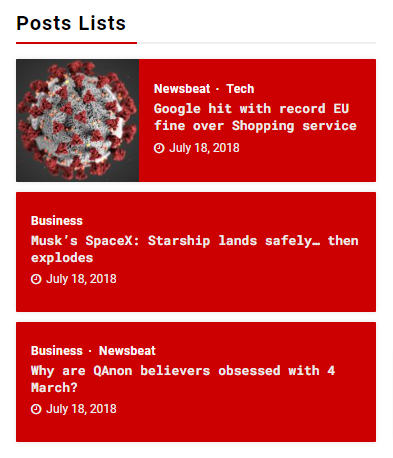 Posts Lists
Newsbeat · Tech
Google hit with record EU
fine over Shopping service
July 18, 2018
Business
Musk’s SpaceX: Starship lands safely… then
explodes
July 18, 2018
Business · Newsbeat
Why are QAnon believers obsessed with 4
March?
July 18, 2018